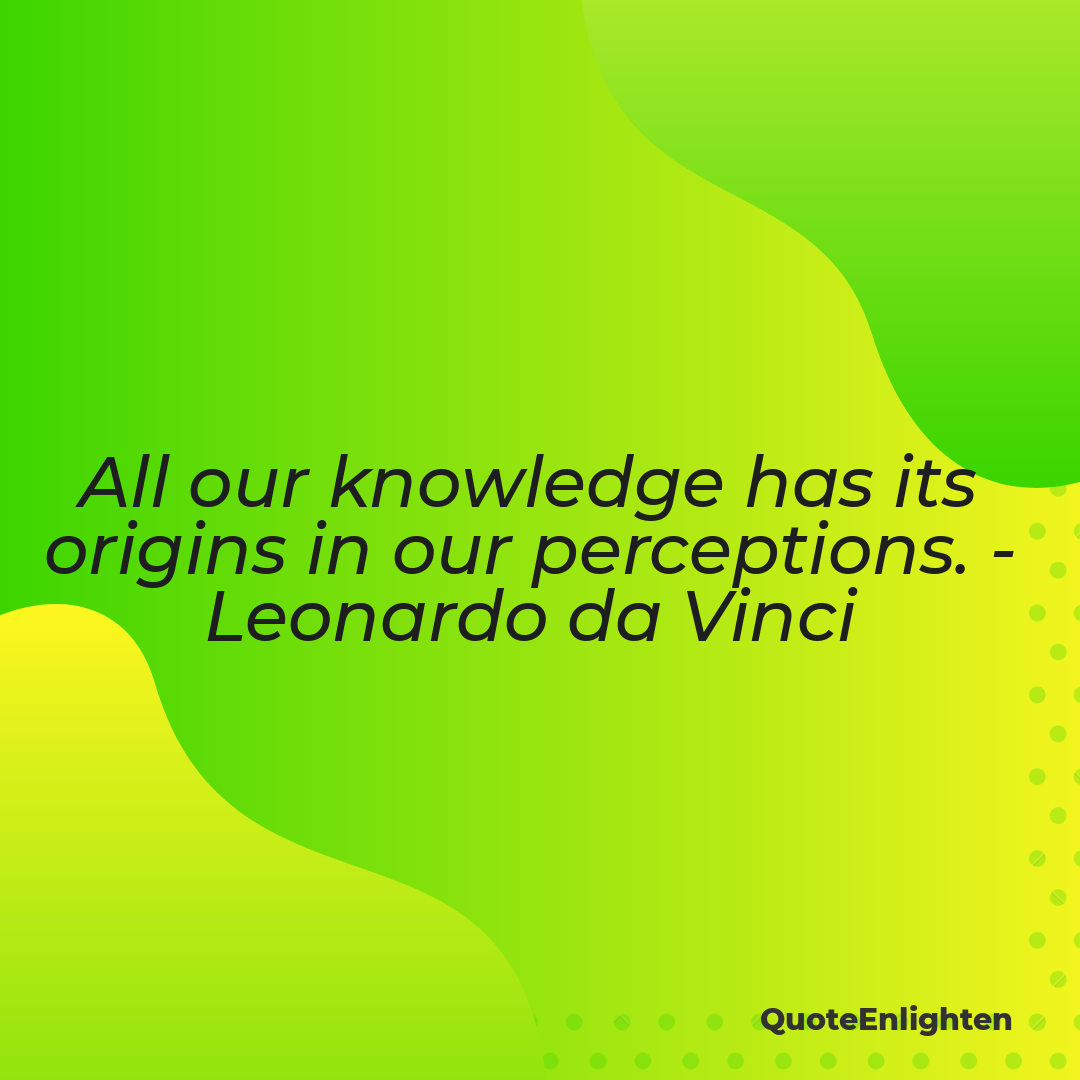 All our knowledge has its
origins in our perceptions. -
Leonardo da Vinci
QuoteEnlighten